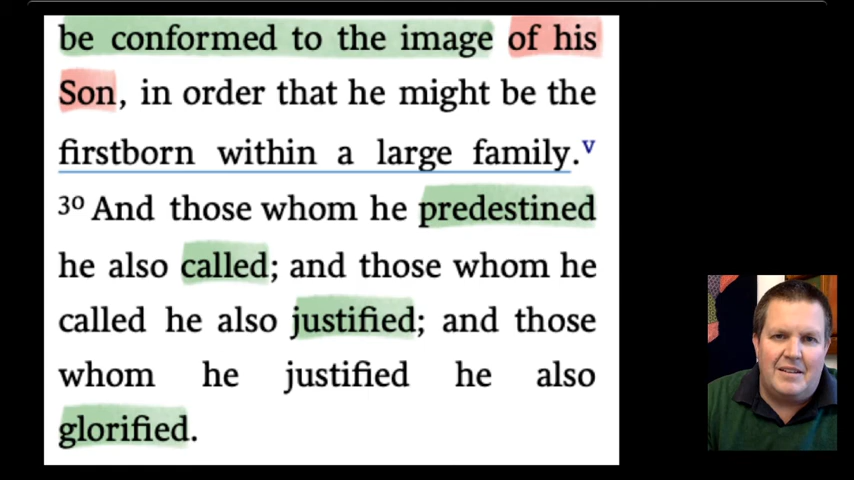 be conformed to the image of his
Son, in order that he might be the
firstborn within a large family.v
30 And those whom he predestined
he also called; and those whom he
called he also justified; and those
whom he justified he also
glorified.